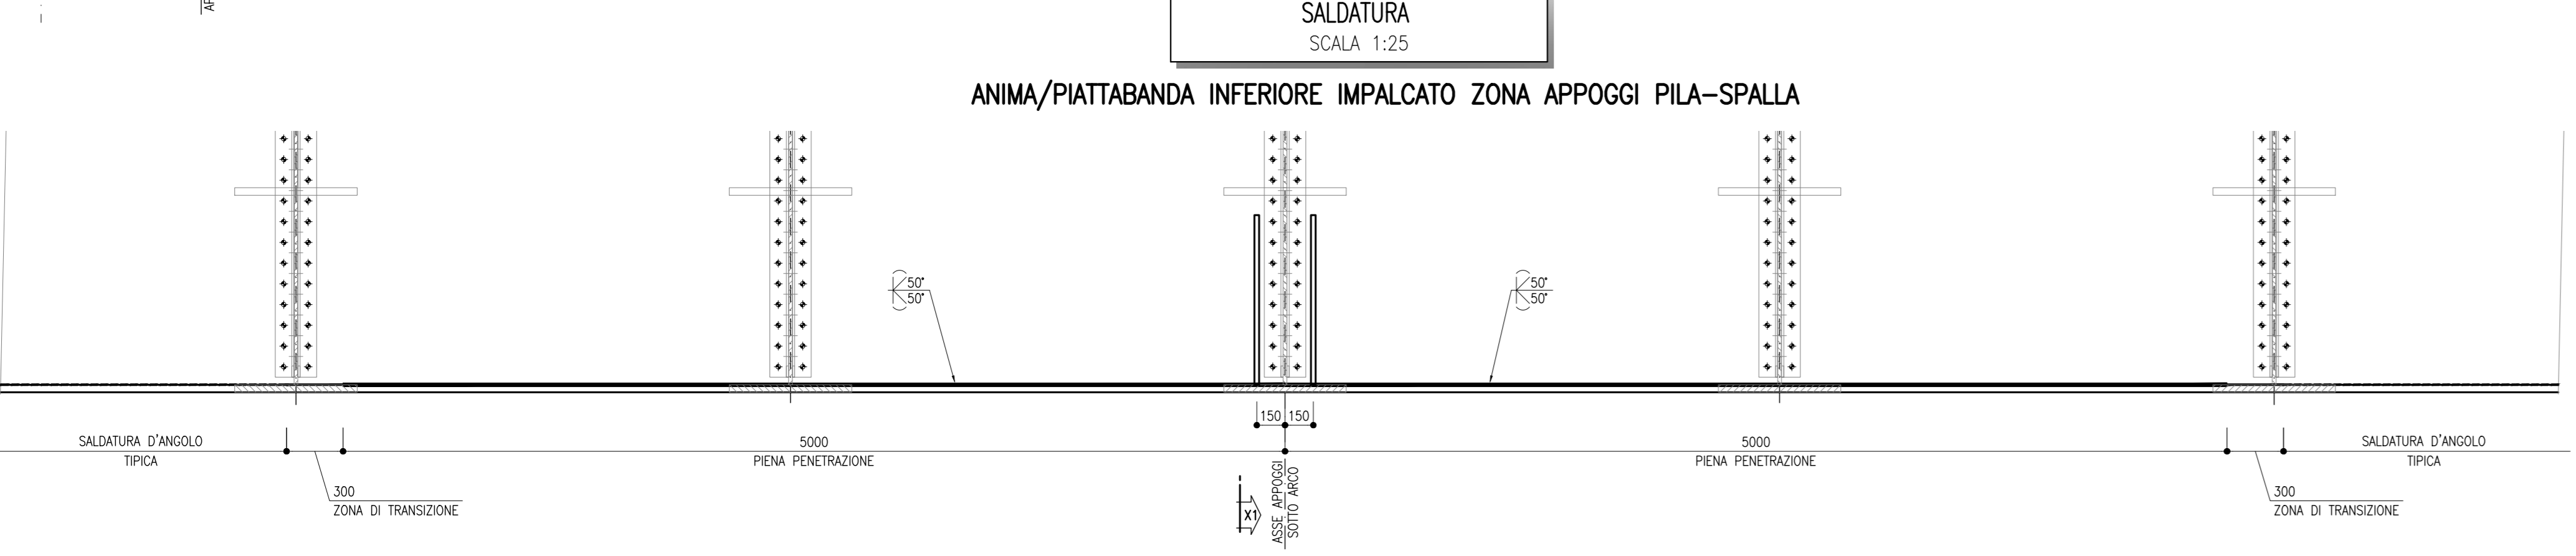 SALDATURA
SCALA 1:25
ANIMA/PIATTABANDA INFERIORE IMPALCATO ZONA APPOGGI PILA-SPALLA
50°
50°
50°
50°
150 150
SALDATURA D'ANGOLO
TIPICA
5000
PIENA PENETRAZIONE
5000
PIENA PENETRAZIONE
SALDATURA D'ANGOLO
TIPICA
300
ZONA DI TRANSIZIONE
X1
ASSE APPOGGI
SOTTO ARCO
300
ZONA DI TRANSIZIONE